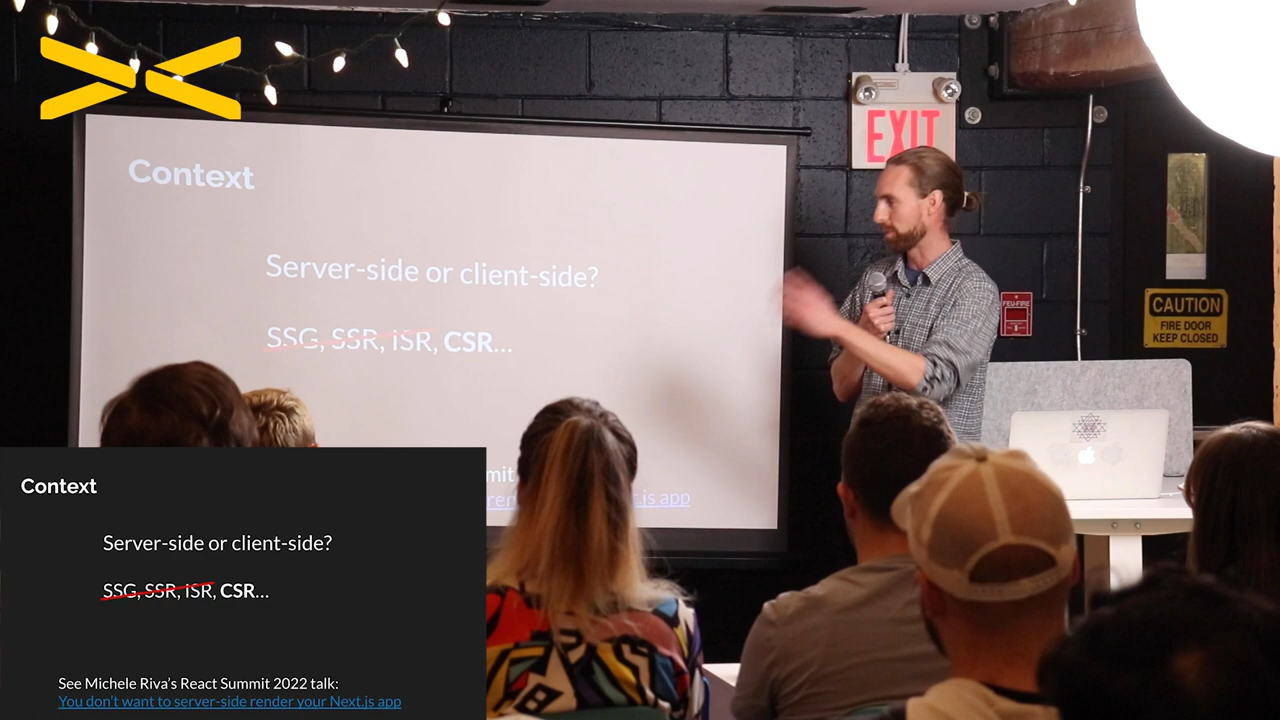 EXIT
Context
Server-side or client-side?
SSG, SSR, ISR, CSR...
CAUTION
FIRE DOOR
KEEP CLOSED
Context
Server-side or client-side?
SSG, SSR, ISR, CSR...
See Michele Riva's React Summit 2022 talk:
You don't want to server-side render your Next.js app